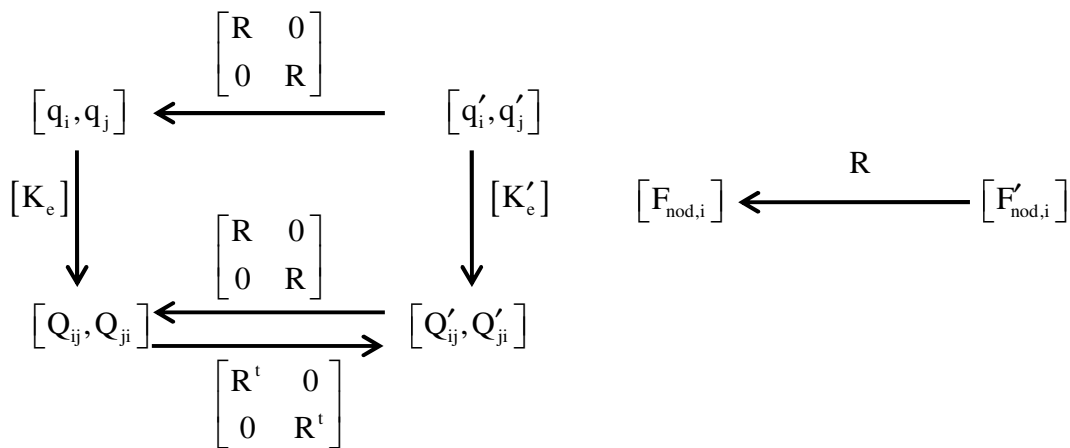 [R 0
0 R]
[q_i, q_j]
[q′_i, q′_j]
R
[K_e]
[K′_e]
[F_nod,i]
[F′_nod,i]
[R 0
0 R]
[Q_ij, Q_ji]
[Q′_ij, Q′_ji]
[R^t 0
0 R^t]